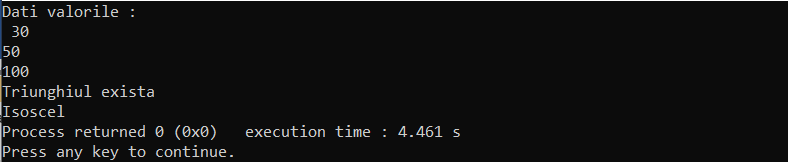 Dati valorile :
 30
50
100
Triunghiul exista
Isoscel
Process returned 0 (0x0)   execution time : 4.461 s
Press any key to continue.